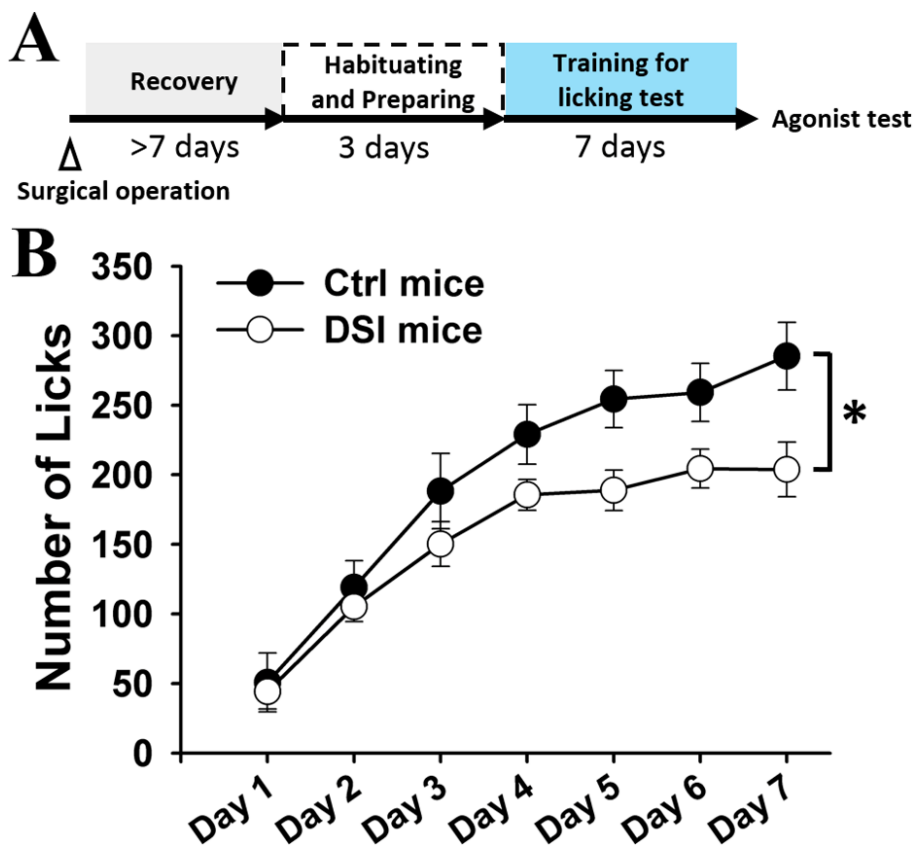 A
Recovery
Habituating
and Preparing
Training for
licking test
Agonist test
>7 days
3 days
7 days
Surgical operation
B
Ctrl mice
DSI mice
350
300
250
200
150
100
50
0
Number of Licks
*
Day 1
Day 2
Day 3
Day 4
Day 5
Day 6
Day 7